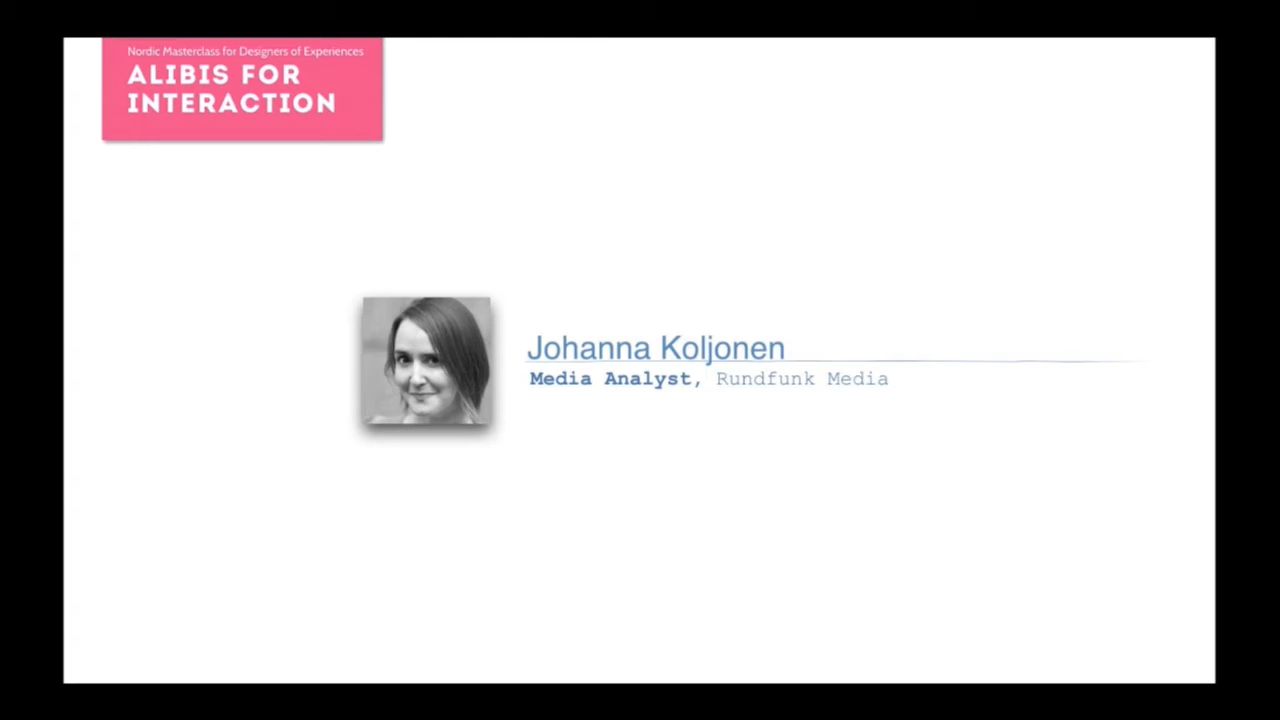 Nordic Masterclass for Designers of Experiences
ALIBIS FOR
INTERACTION
Johanna Koljonen
Media Analyst, Rundfunk Media